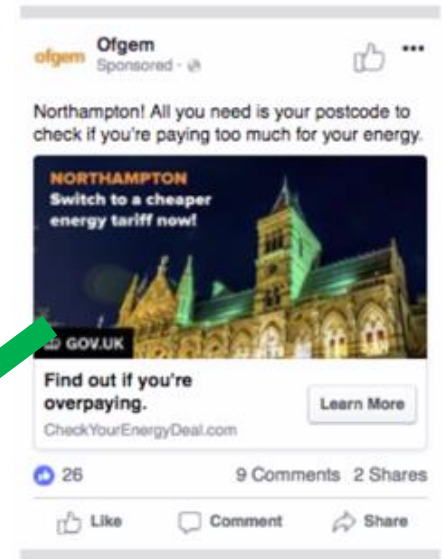 ofgem
Ofgem
Sponsored ·
Northampton! All you need is your postcode to
check if you're paying too much for your energy.
NORTHAMPTON
Switch to a cheaper
energy tariff now!
GOV.UK
Find out if you're
overpaying.
Learn More
CheckYourEnergyDeal.com
26
9 Comments 2 Shares
Like Comment Share